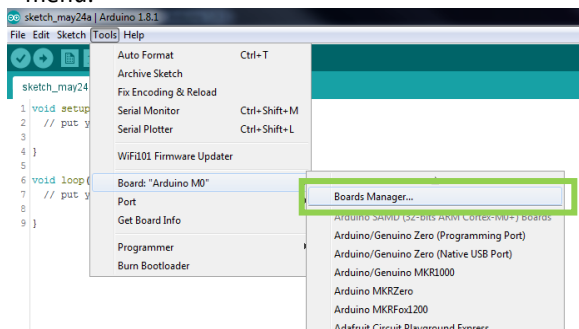 menu.
sketch_may24a | Arduino 1.8.1
File Edit Sketch Tools Help
sketch_may24
Auto Format Ctrl+T
Archive Sketch
Fix Encoding & Reload
Serial Monitor Ctrl+Shift+M
Serial Plotter Ctrl+Shift+L
WiFi101 Firmware Updater
Board: "Arduino M0"
Port
Get Board Info
Programmer
Burn Bootloader
1 void setup
2 // put y
3
4 }
5
6 void loop(
7 // put y
8
9 }
Boards Manager...
Arduino SAMD (32-bits ARM Cortex-M0+) Boards
Arduino/Genuino Zero (Programming Port)
Arduino/Genuino Zero (Native USB Port)
Arduino/Genuino MKR1000
Arduino MKRZero
Arduino MKRFox1200
Adafruit Circuit Playground Express